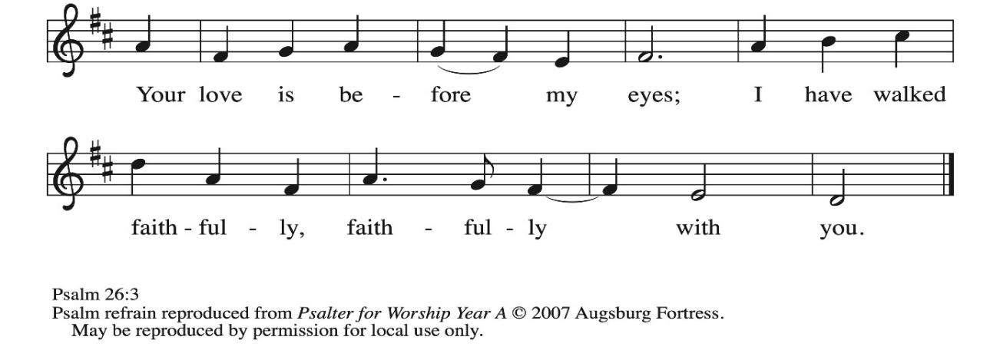 Your love is be - fore my eyes; I have walked
faith - ful - ly, faith - ful - ly with you.
Psalm 26:3
Psalm refrain reproduced from Psalter for Worship Year A © 2007 Augsburg Fortress.
May be reproduced by permission for local use only.